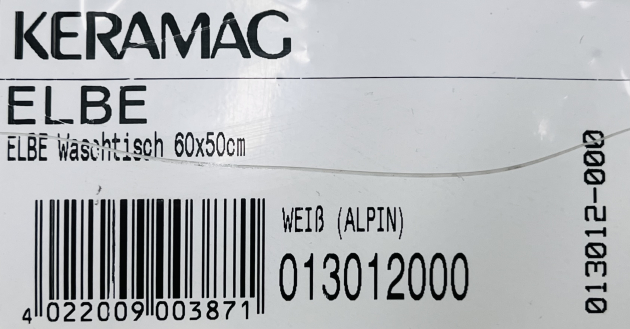 KERAMAG
ELBE
ELBE Waschtisch 60x50cm
WEIß (ALPIN)
013012000
4 022009 003871
013012-000